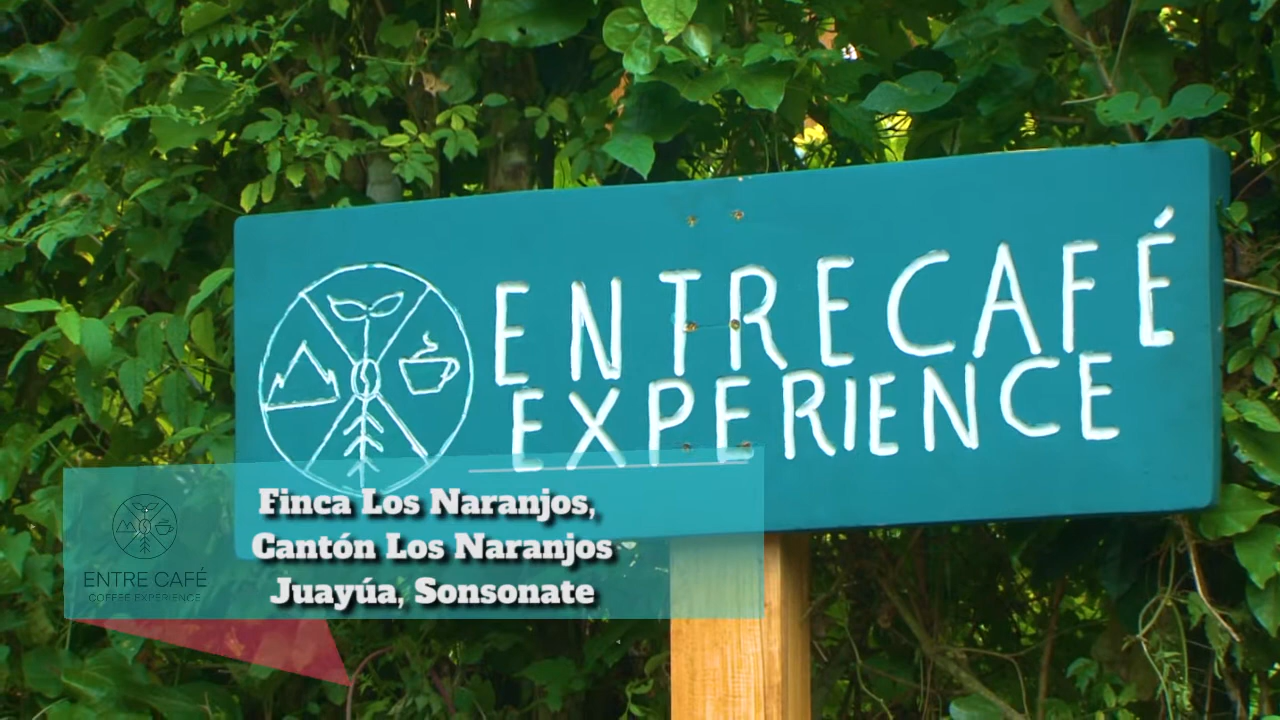 ENTRECAFÉ
EXPERIENCE
Finca Los Naranjos,
Cantón Los Naranjos
Juayúa, Sonsonate
ENTRE CAFÉ
COFFEE EXPERIENCE